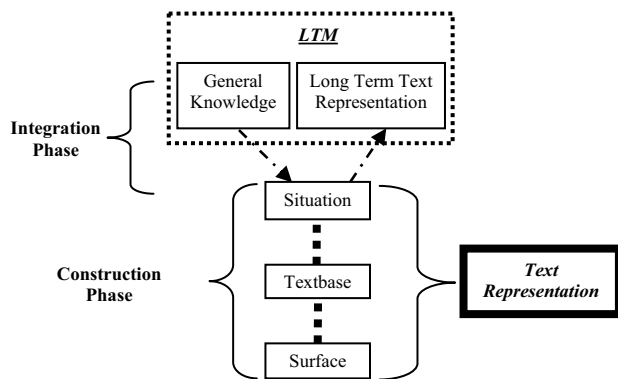 LTM
General
Knowledge
Long Term Text
Representation
Integration
Phase
Situation
Construction
Phase
Textbase
Text
Representation
Surface